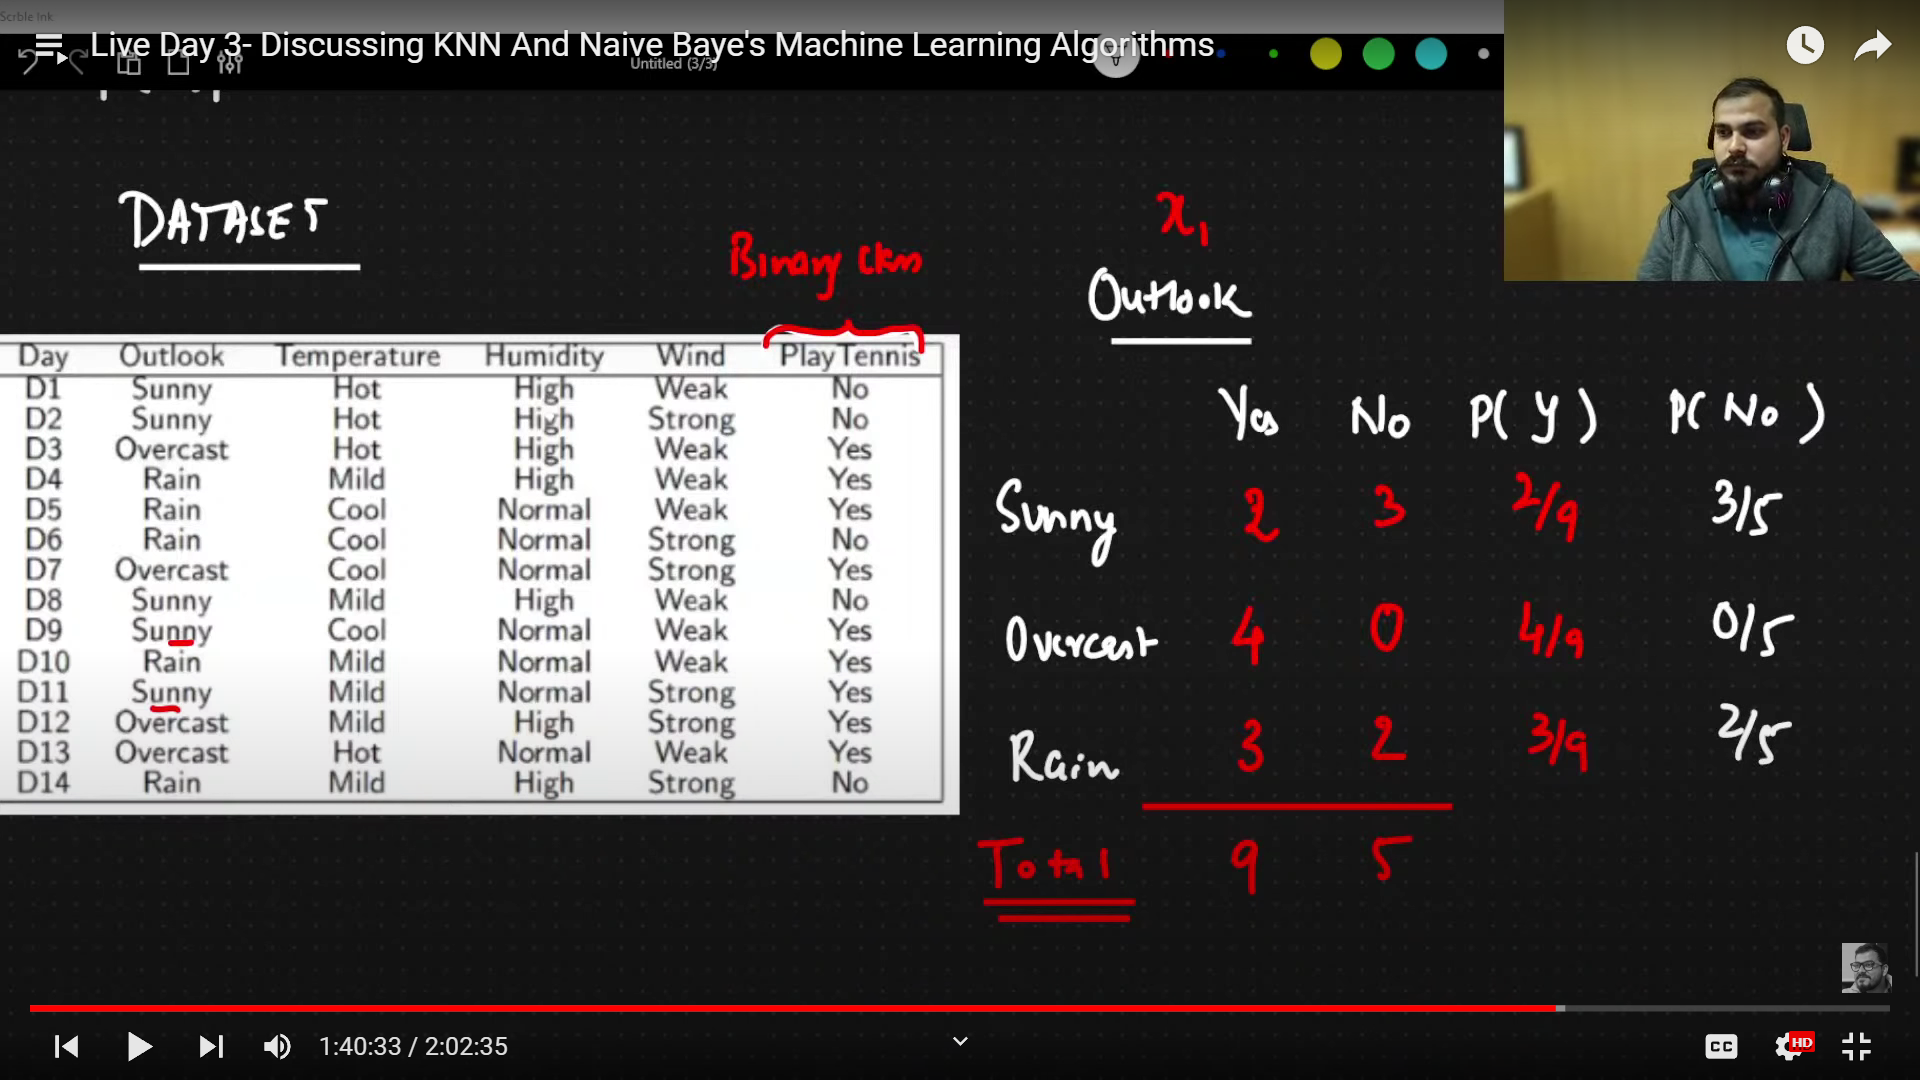 Scrble Ink
Live Day 3- Discussing KNN And Naive Baye's Machine Learning Algorithms
Untitled (3/3)
DATASET
Binary Class
x₁
Outlook
Day Outlook Temperature Humidity Wind PlayTennis
D1 Sunny Hot High Weak No
D2 Sunny Hot High Strong No
D3 Overcast Hot High Weak Yes
D4 Rain Mild High Weak Yes
D5 Rain Cool Normal Weak Yes
D6 Rain Cool Normal Strong No
D7 Overcast Cool Normal Strong Yes
D8 Sunny Mild High Weak No
D9 Sunny Cool Normal Weak Yes
D10 Rain Mild Normal Weak Yes
D11 Sunny Mild Normal Strong Yes
D12 Overcast Mild High Strong Yes
D13 Overcast Hot Normal Weak Yes
D14 Rain Mild High Strong No
Yes No P(Y) P(No)
Sunny 2 3 2/9 3/5
Overcast 4 0 4/9 0/5
Rain 3 2 3/9 2/5
Total 9 5
1:40:33 / 2:02:35
CC
HD